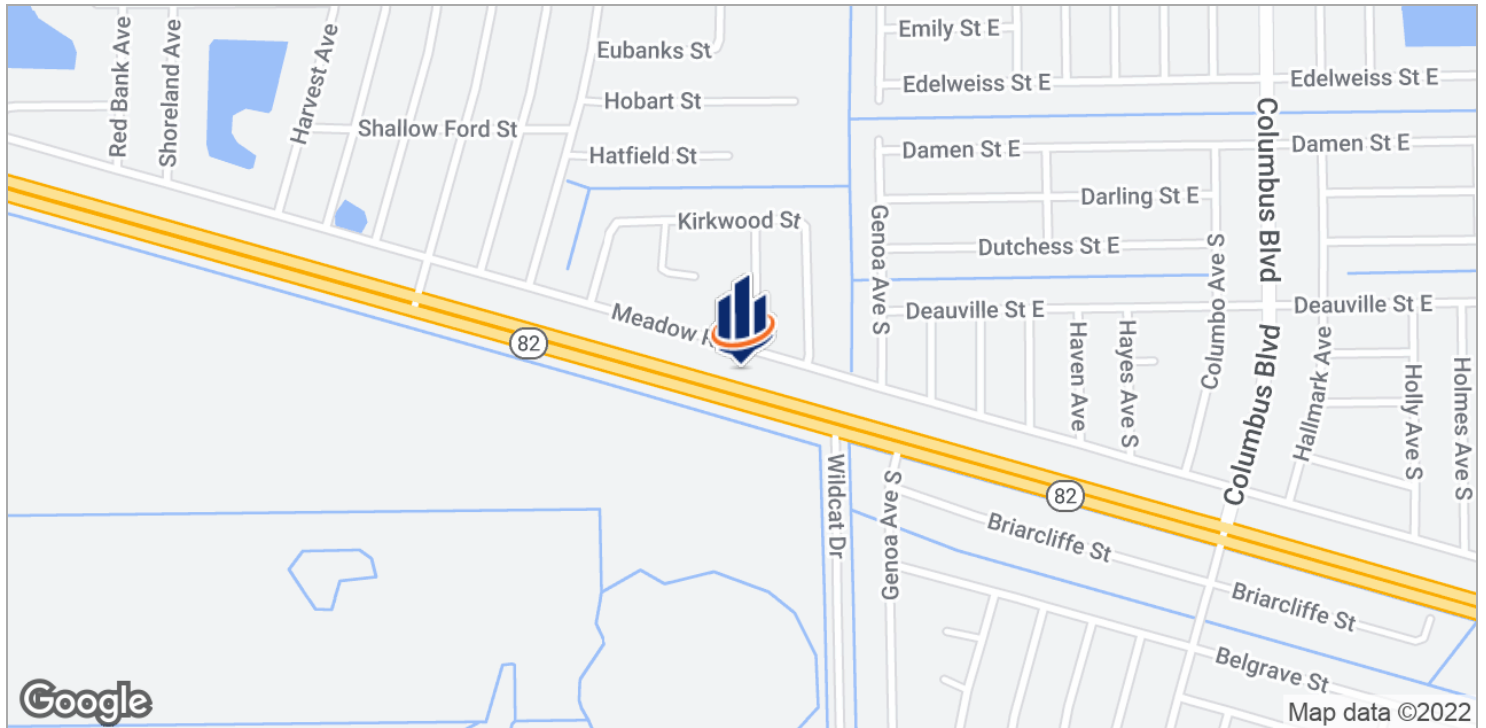 Red Bank Ave
Shoreland Ave
Harvest Ave
Shallow Ford St
Eubanks St
Hobart St
Hatfield St
Kirkwood St
Emily St E
Edelweiss St E
Edelweiss St E
Damen St E
Damen St E
Darling St E
Dutchess St E
Genoa Ave S
Deauville St E
Deauville St E
Columbus Blvd
Columbo Ave S
Haven Ave
Hayes Ave S
Columbus Blvd
Hallmark Ave
Holly Ave S
Holmes Ave S
Meadow
82
82
Wildcat Dr
Genoa Ave S
Briarcliffe St
Briarcliffe St
Belgrave St
Google
Map data ©2022